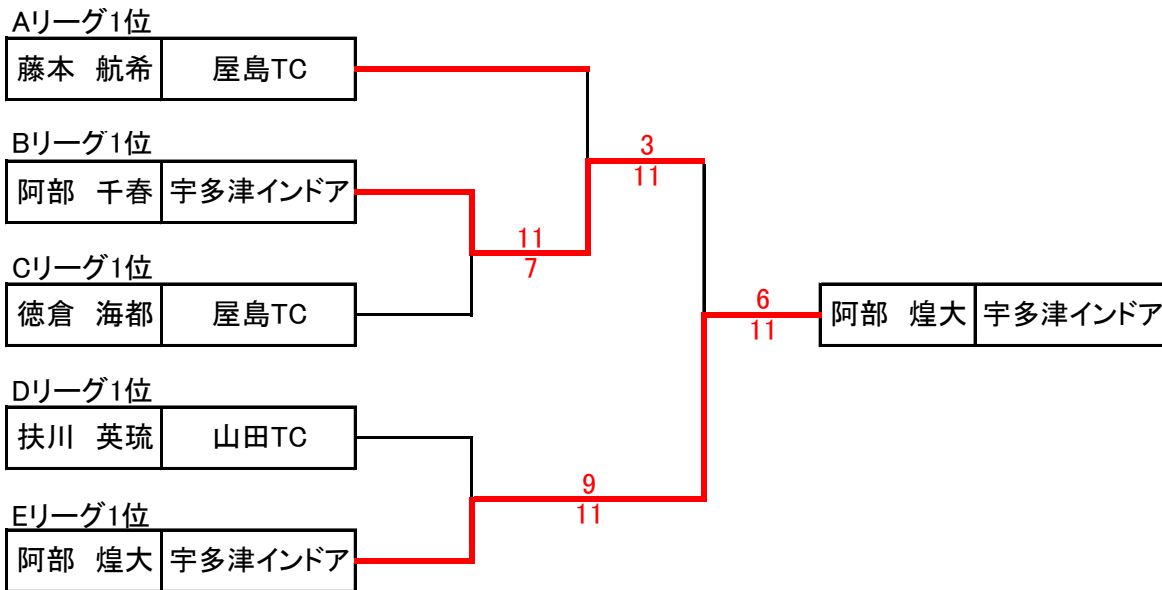 Aリーグ1位
藤本 航希 屋島TC
Bリーグ1位
3
11
阿部 千春 宇多津インドア
11
7
Cリーグ1位
徳倉 海都 屋島TC
6
11
阿部 煌大 宇多津インドア
Dリーグ1位
扶川 英琉 山田TC
9
11
Eリーグ1位
阿部 煌大 宇多津インドア